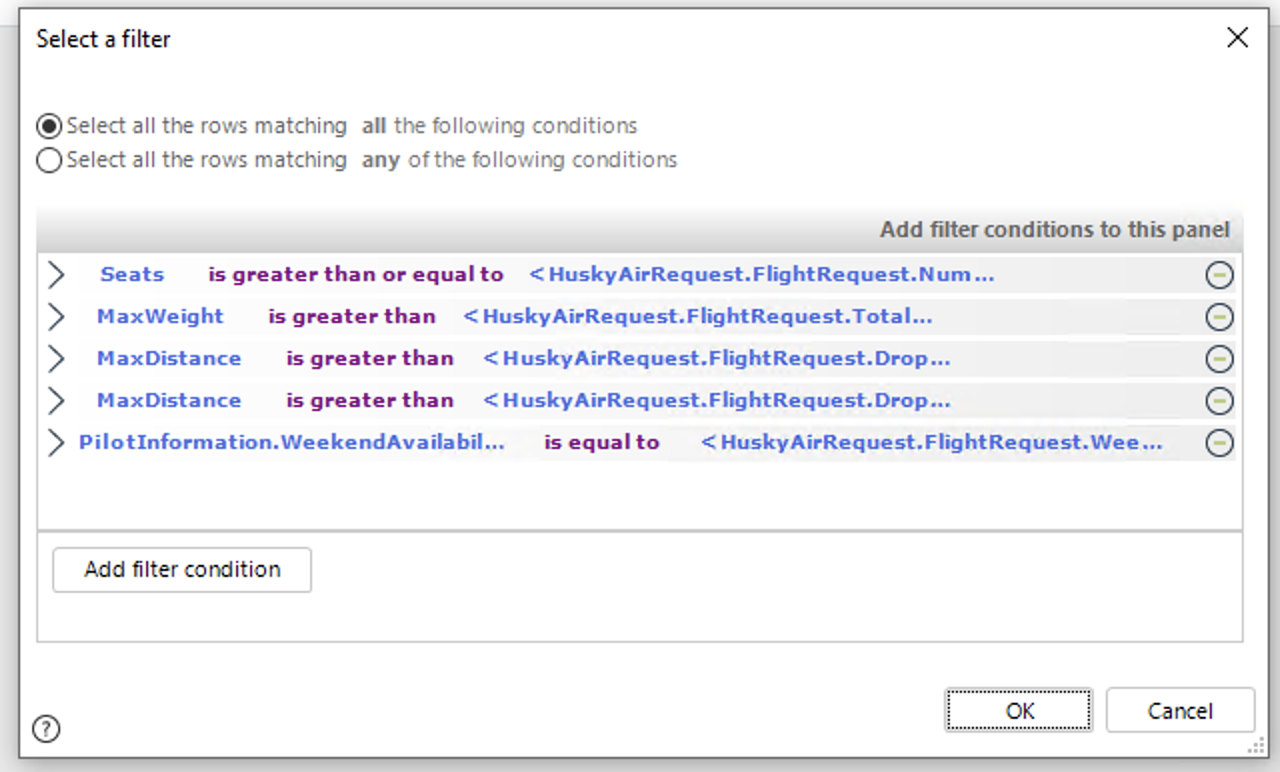 Select a filter
Select all the rows matching all the following conditions
Select all the rows matching any of the following conditions
Add filter conditions to this panel
Seats is greater than or equal to <HuskyAirRequest.FlightRequest.Num...
MaxWeight is greater than <HuskyAirRequest.FlightRequest.Total...
MaxDistance is greater than <HuskyAirRequest.FlightRequest.Drop...
MaxDistance is greater than <HuskyAirRequest.FlightRequest.Drop...
PilotInformation.WeekendAvailabil... is equal to <HuskyAirRequest.FlightRequest.Wee...
Add filter condition
OK Cancel
?